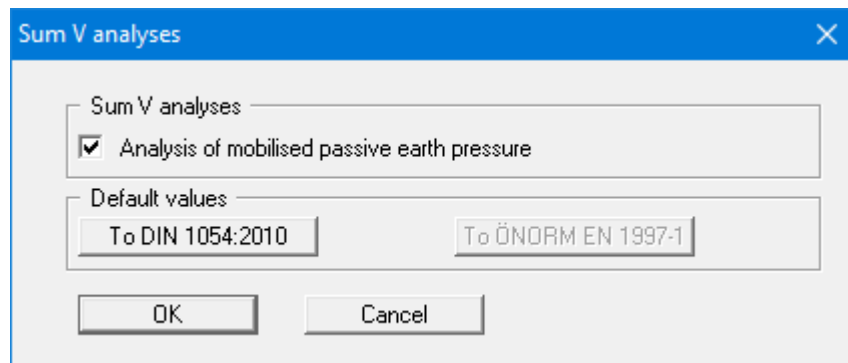 Sum V analyses
Sum V analyses
Analysis of mobilised passive earth pressure
Default values
To DIN 1054:2010 To ÖNORM EN 1997-1
OK Cancel